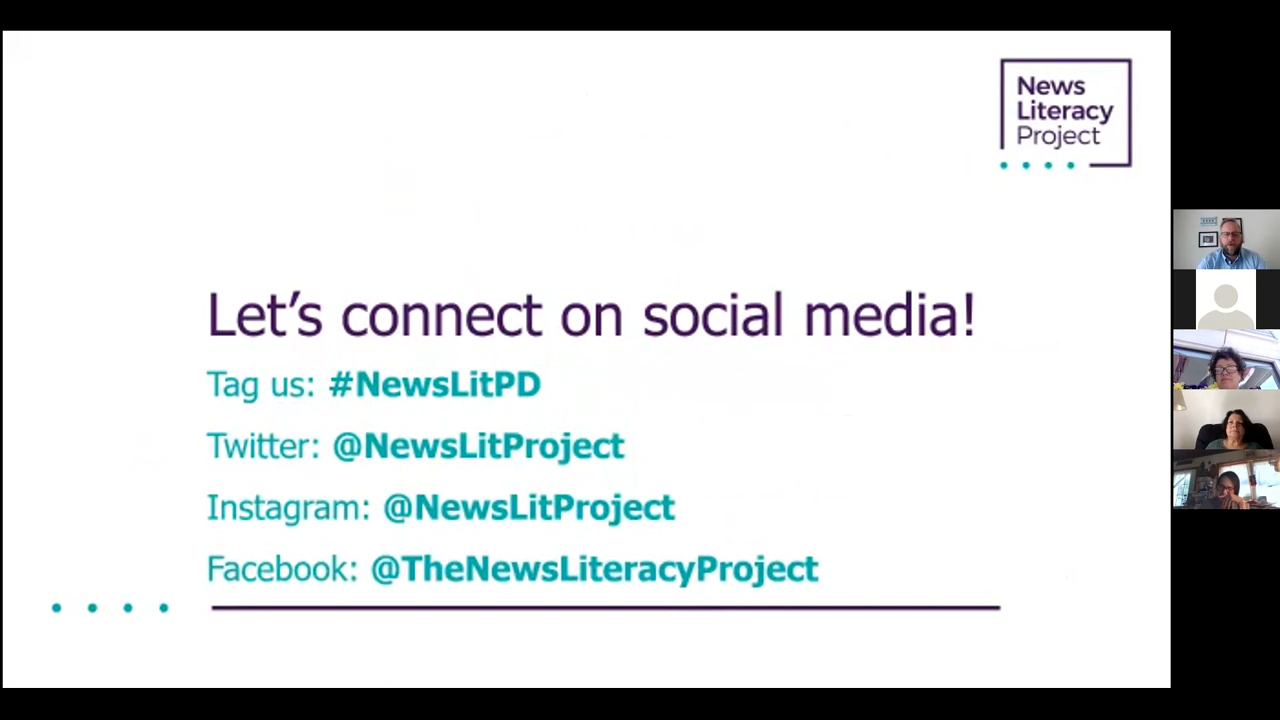 News
Literacy
Project
Let's connect on social media!
Tag us: #NewsLitPD
Twitter: @NewsLitProject
Instagram: @NewsLitProject
Facebook: @TheNewsLiteracyProject